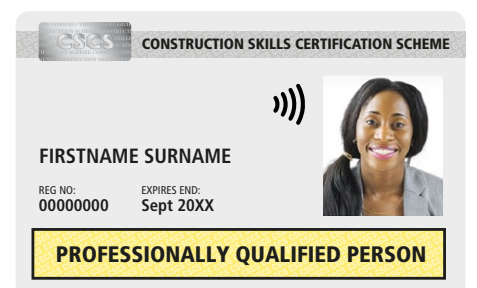 CSCS CONSTRUCTION SKILLS CERTIFICATION SCHEME
FIRSTNAME SURNAME
REG NO: EXPIRES END:
00000000 Sept 20XX
PROFESSIONALLY QUALIFIED PERSON